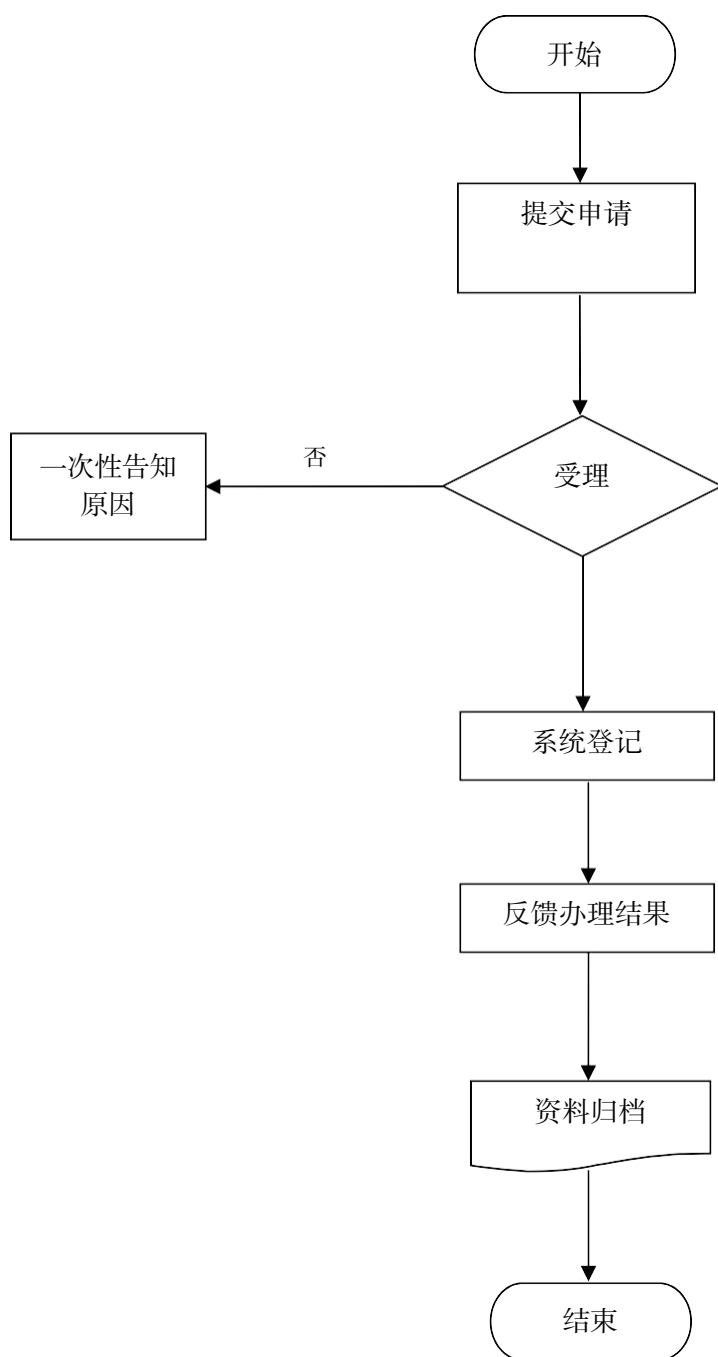 开始
提交申请
受理
否
一次性告知
原因
系统登记
反馈办理结果
资料归档
结束